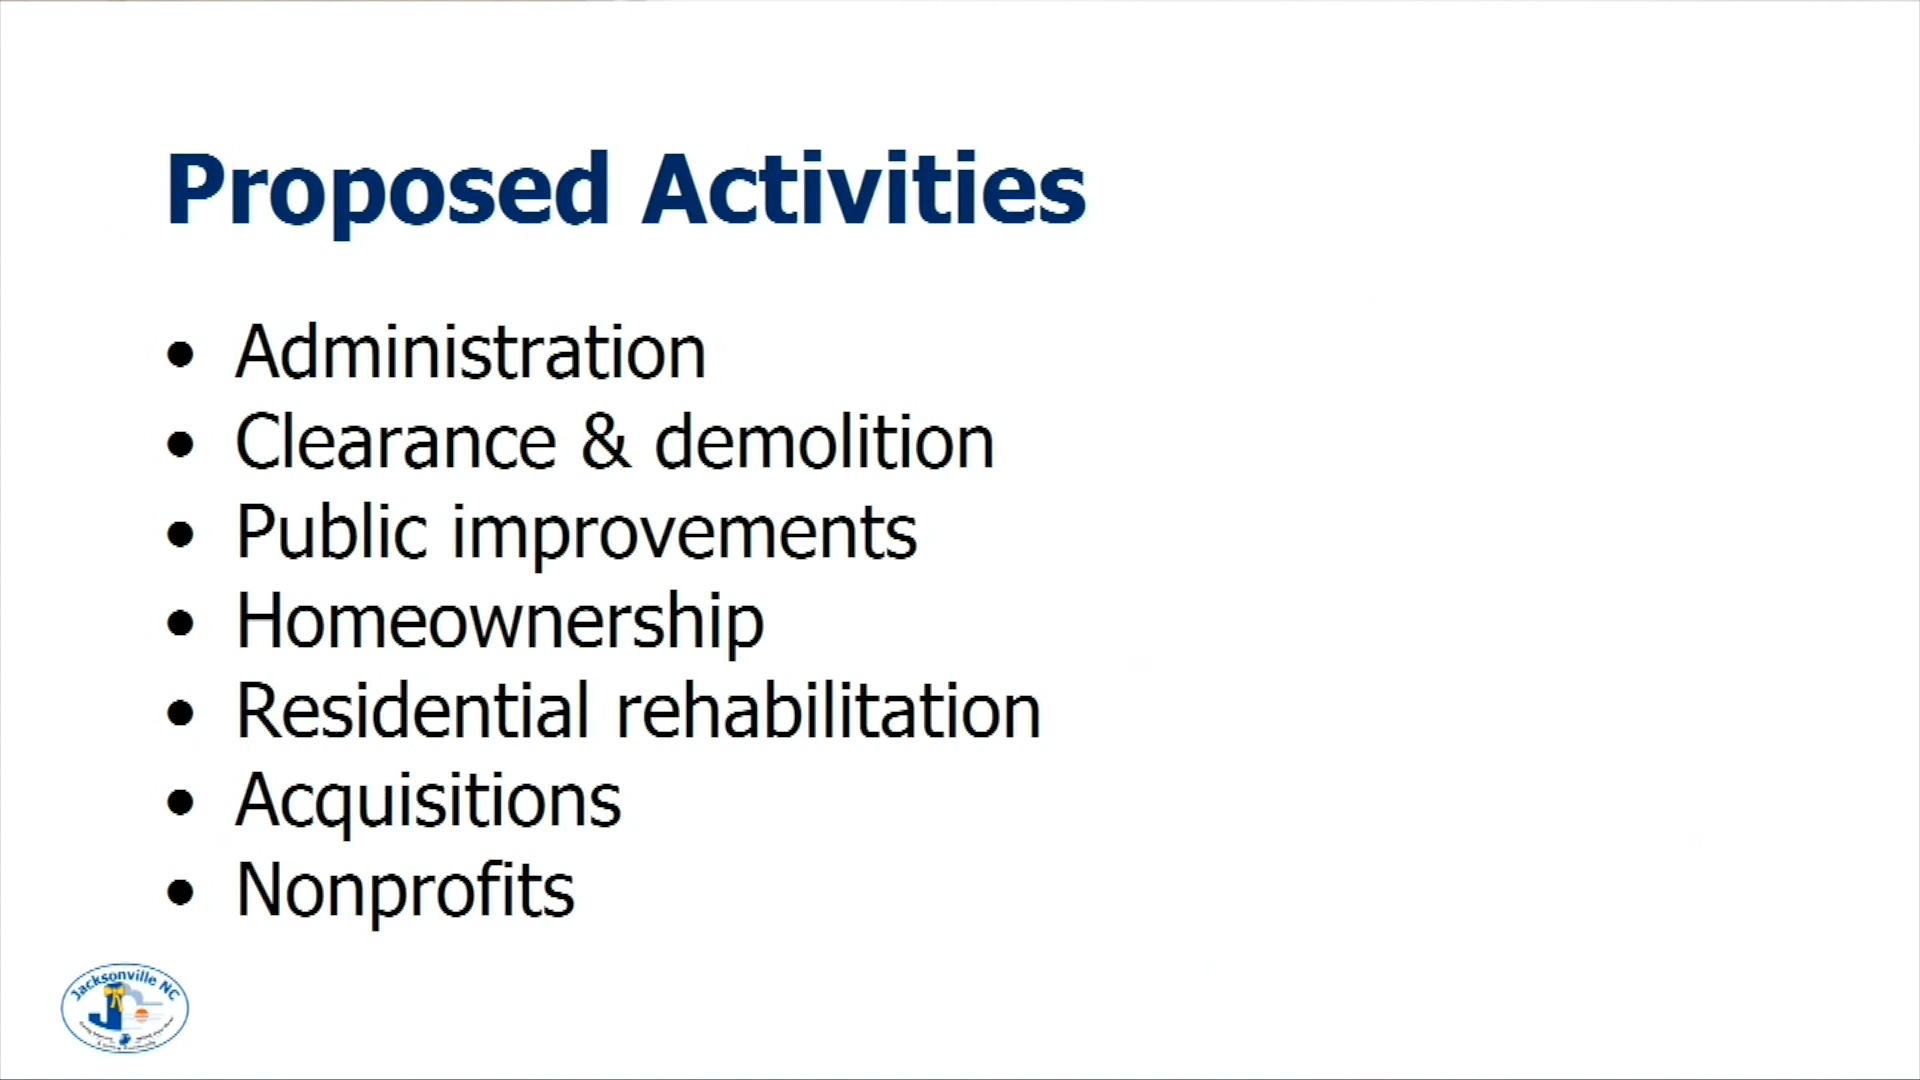 Proposed Activities
• Administration
• Clearance & demolition
• Public improvements
• Homeownership
• Residential rehabilitation
• Acquisitions
• Nonprofits
Jacksonville NC